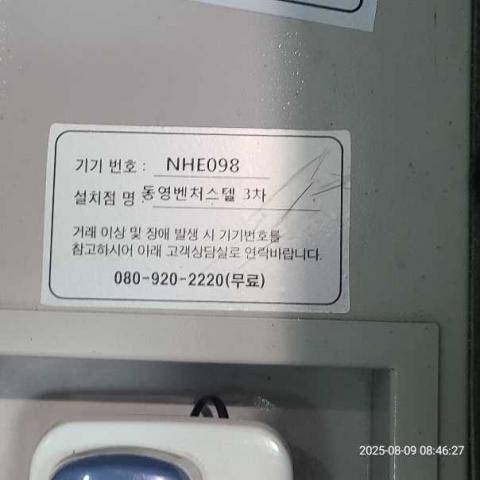 기기 번호 : NHE098
설치점 명 : 동영벤처스텔 3차
거래 이상 및 장애 발생 시 기기번호를
참고하시어 아래 고객상담실로 연락바랍니다.
080-920-2220(무료)
2025-08-09 08:46:27